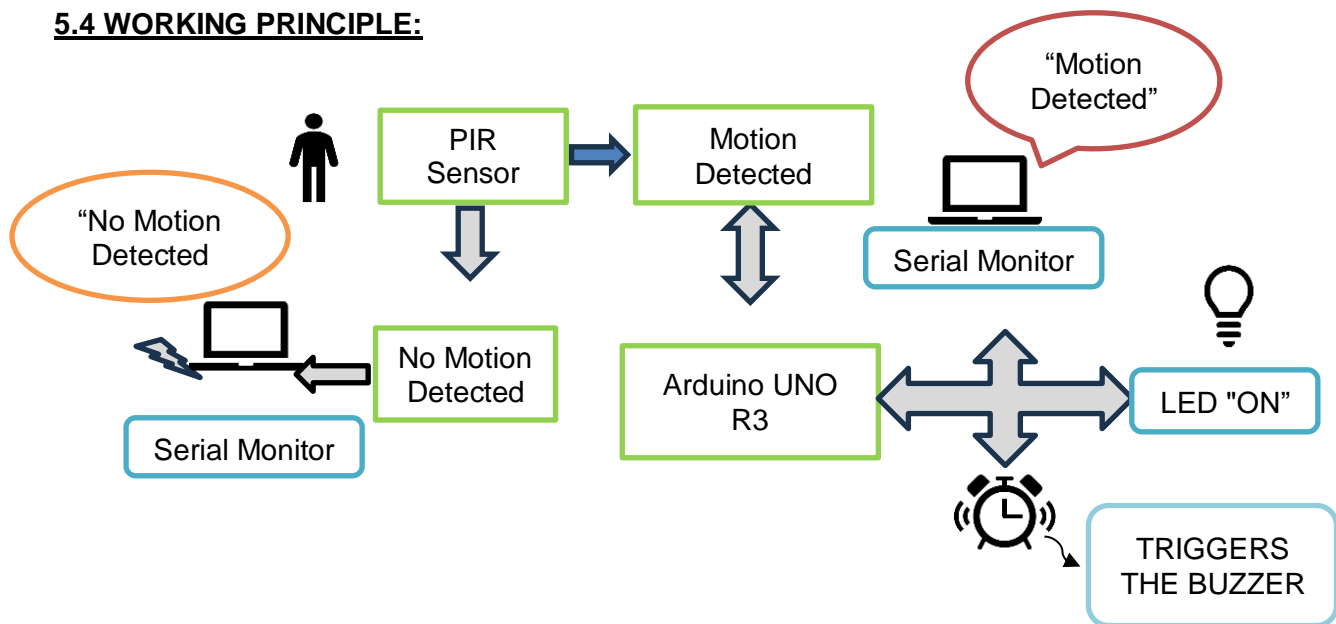 5.4 WORKING PRINCIPLE:
“Motion
Detected”
PIR
Sensor
Motion
Detected
“No Motion
Detected
Serial Monitor
No Motion
Detected
Arduino UNO
R3
LED "ON”
Serial Monitor
TRIGGERS
THE BUZZER